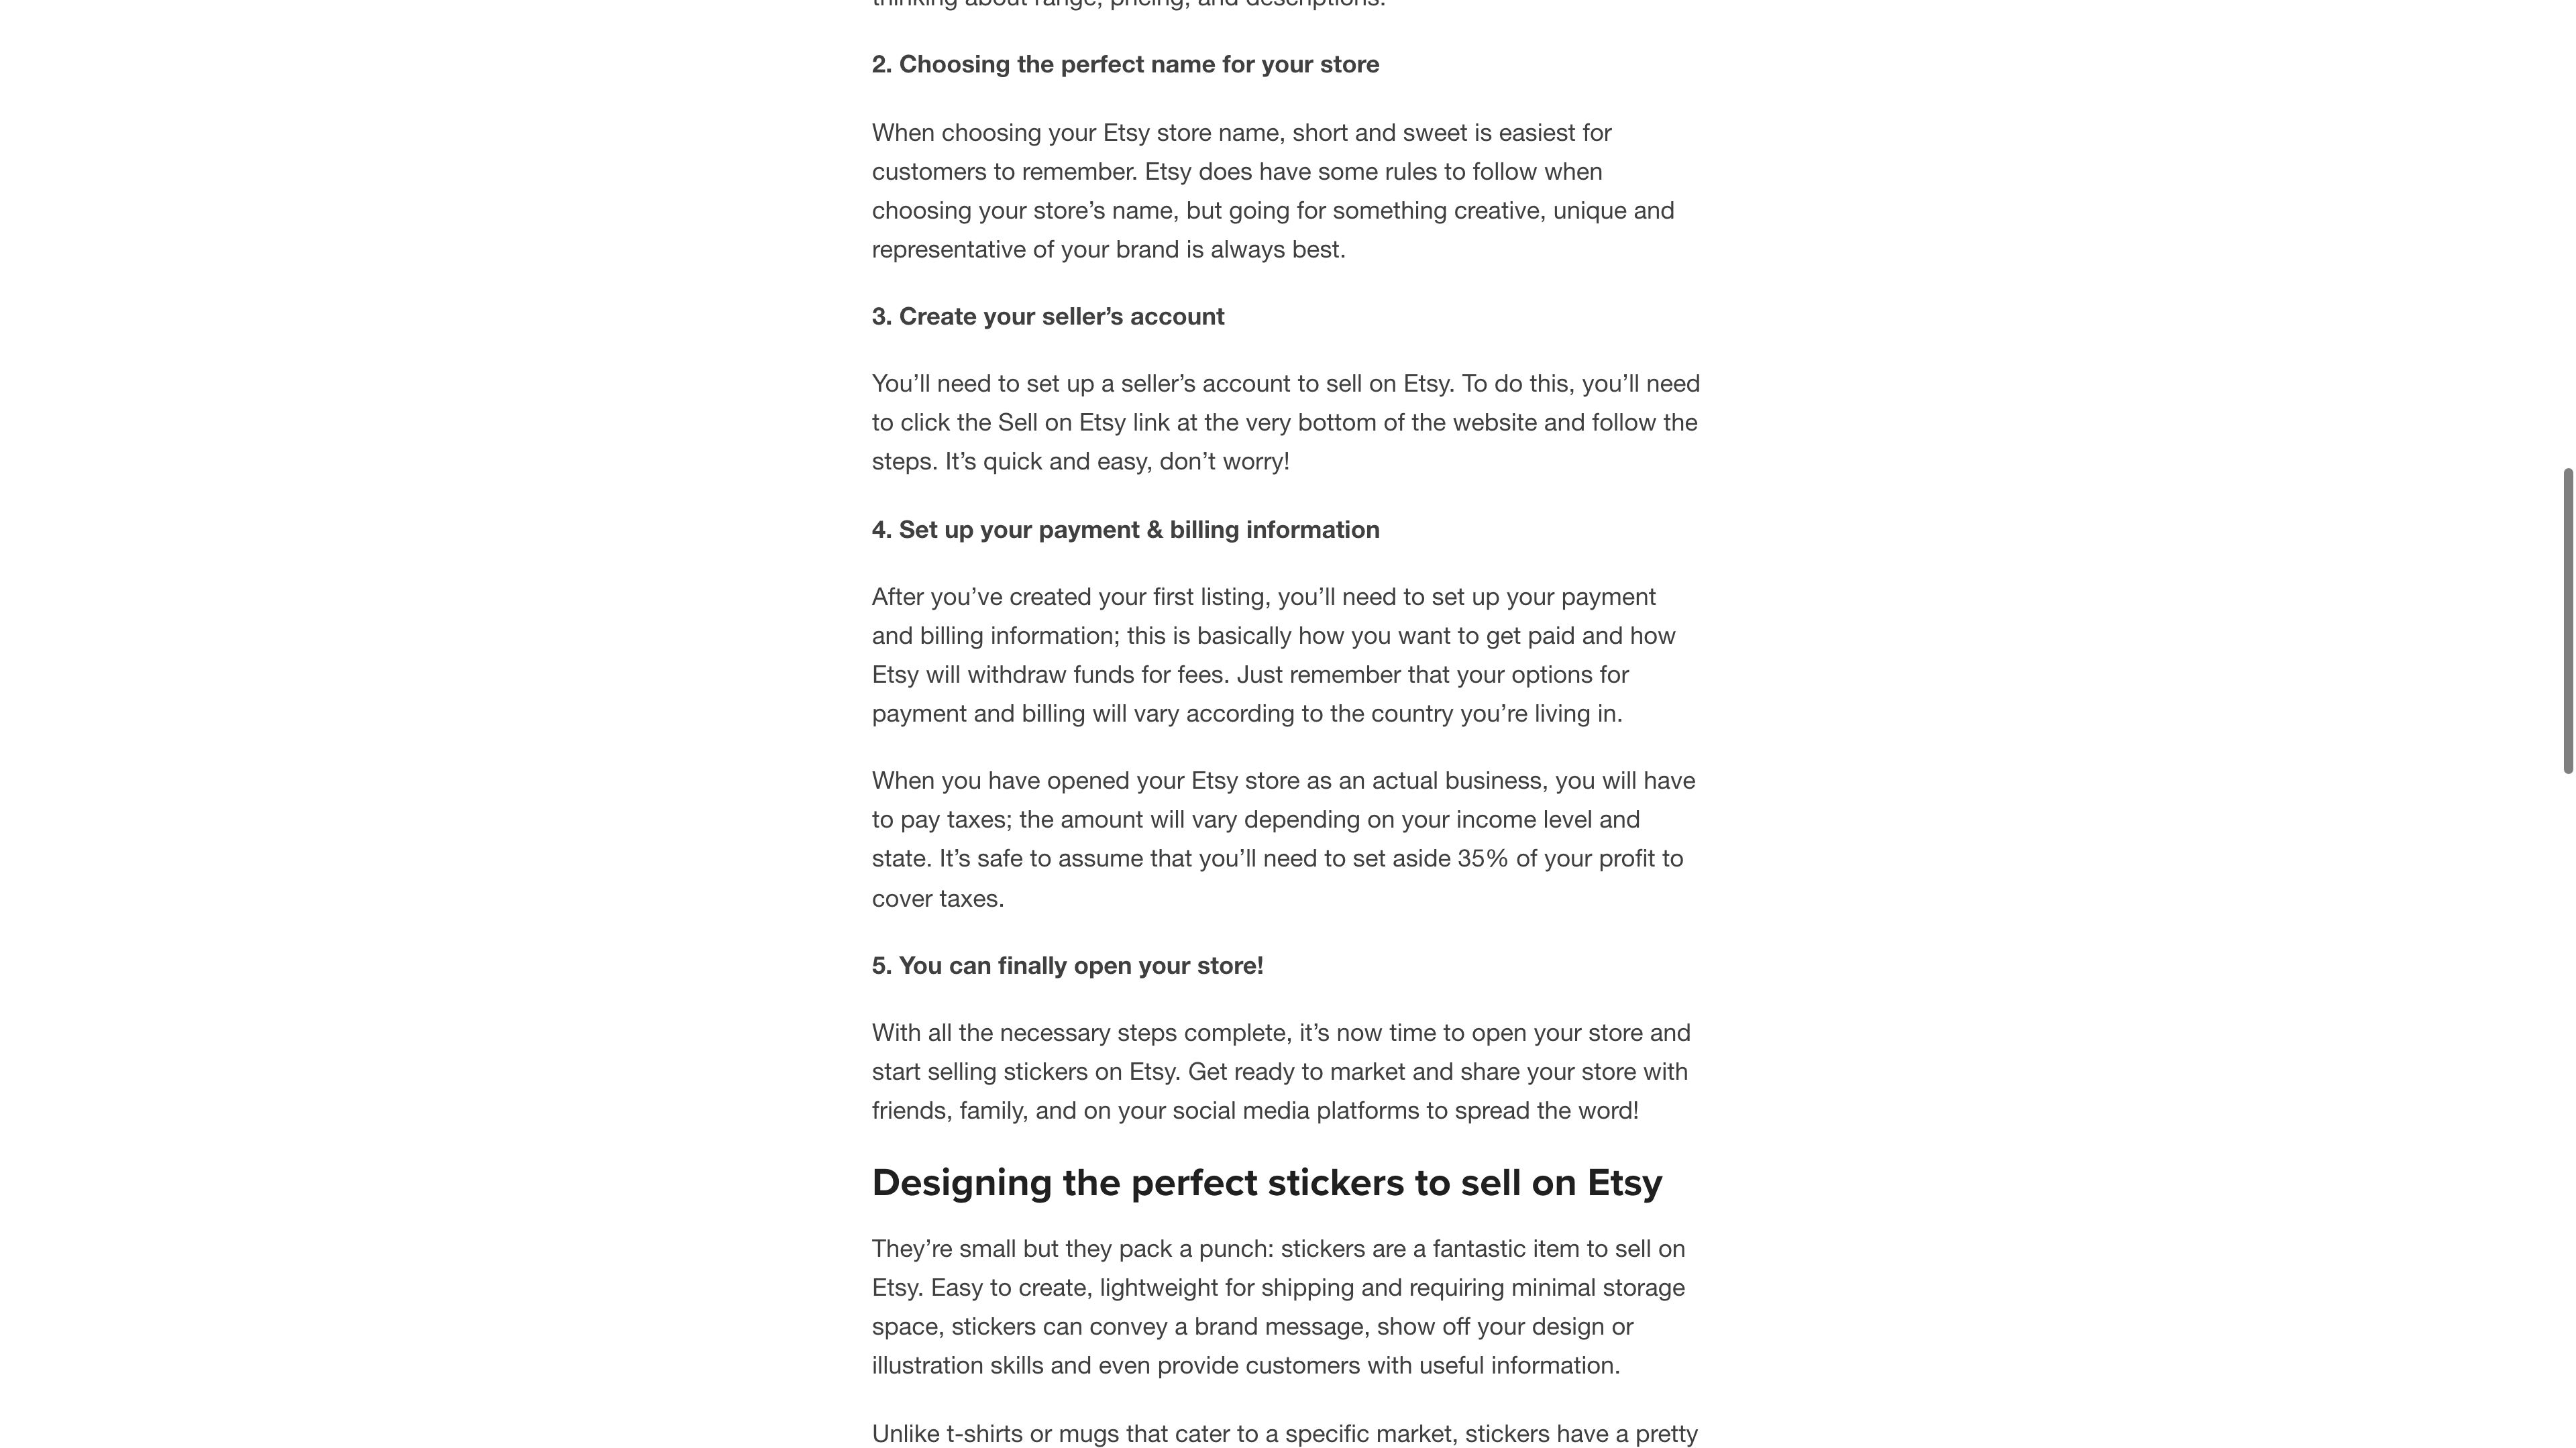 thinking about range, pricing, and descriptions.
2. Choosing the perfect name for your store
When choosing your Etsy store name, short and sweet is easiest for
customers to remember. Etsy does have some rules to follow when
choosing your store’s name, but going for something creative, unique and
representative of your brand is always best.
3. Create your seller’s account
You’ll need to set up a seller’s account to sell on Etsy. To do this, you’ll need
to click the Sell on Etsy link at the very bottom of the website and follow the
steps. It’s quick and easy, don’t worry!
4. Set up your payment & billing information
After you’ve created your first listing, you’ll need to set up your payment
and billing information; this is basically how you want to get paid and how
Etsy will withdraw funds for fees. Just remember that your options for
payment and billing will vary according to the country you’re living in.
When you have opened your Etsy store as an actual business, you will have
to pay taxes; the amount will vary depending on your income level and
state. It’s safe to assume that you’ll need to set aside 35% of your profit to
cover taxes.
5. You can finally open your store!
With all the necessary steps complete, it’s now time to open your store and
start selling stickers on Etsy. Get ready to market and share your store with
friends, family, and on your social media platforms to spread the word!
Designing the perfect stickers to sell on Etsy
They’re small but they pack a punch: stickers are a fantastic item to sell on
Etsy. Easy to create, lightweight for shipping and requiring minimal storage
space, stickers can convey a brand message, show off your design or
illustration skills and even provide customers with useful information.
Unlike t-shirts or mugs that cater to a specific market, stickers have a pretty